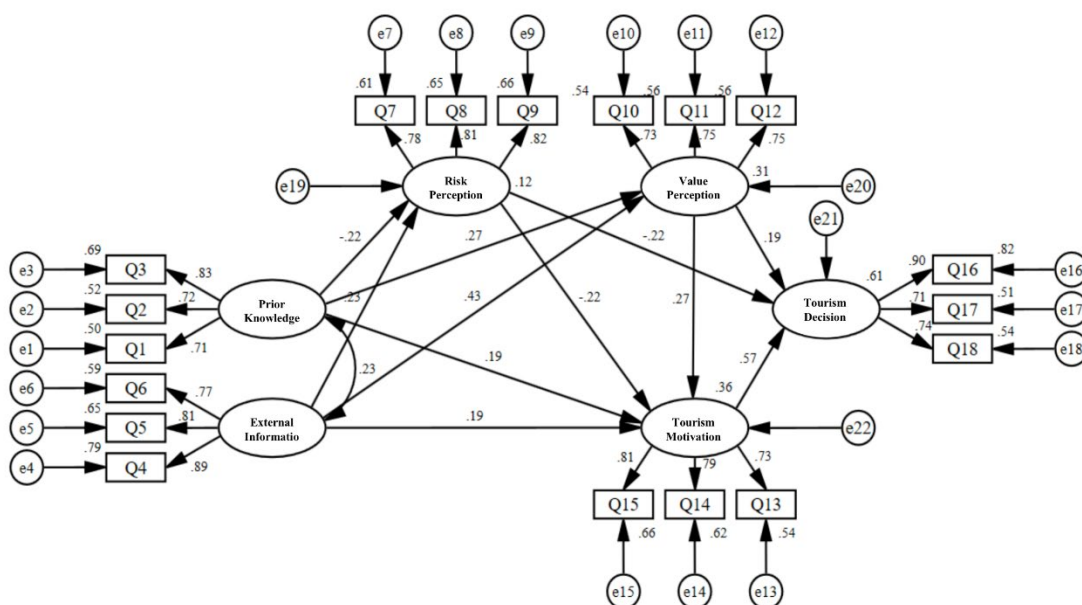 e7 e8 e9 e10 e11 e12
.61 .65 .66 .54 .56 .56
Q7 Q8 Q9 Q10 Q11 Q12
.78 .81 .82 .73 .75 .75
e19
Risk
Perception
.12
Value
Perception
.31
e20
e21
-.22 .27 -.22 .19
e3 .69 Q3 .83
e2 .52 Q2 .72
e1 .50 Q1 .71
Prior
Knowledge
.23 .43 -.22 .27
.61
Tourism
Decision
.90 Q16 .82 e16
.71 Q17 .51 e17
.74 Q18 .54 e18
.19 .23 .57
e6 .59 Q6 .77
e5 .65 Q5 .81
e4 .79 Q4 .89
External
Informatio
.19
.36
Tourism
Motivation
e22
.81 .79 .73
Q15 Q14 Q13
.66 .62 .54
e15 e14 e13